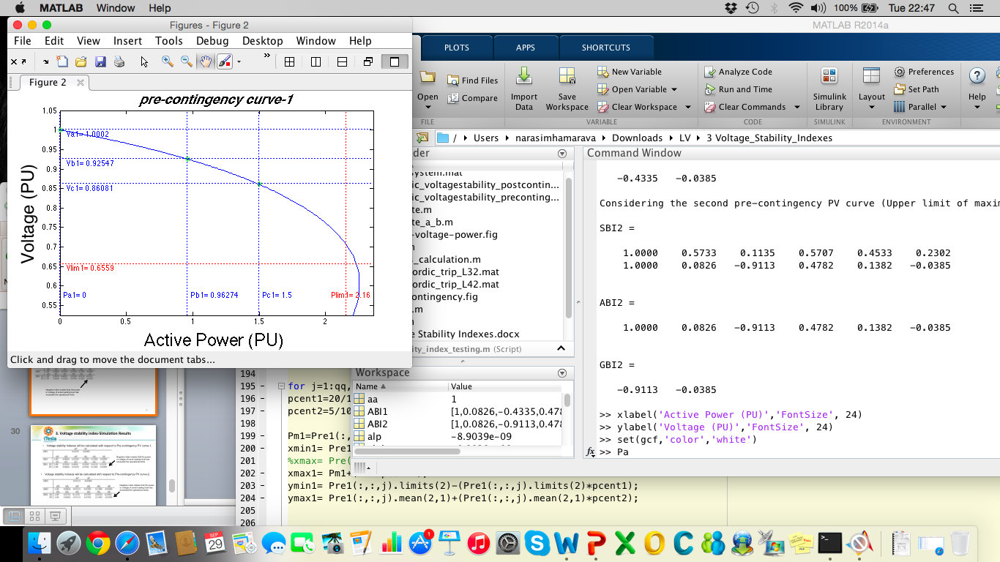 MATLAB Window Help
100% Tue 22:47
Figures - Figure 2
File Edit View Insert Tools Debug Desktop Window Help
Figure 2
pre-contingency curve-1
Voltage (PU)
1.05
1
0.95
0.9
0.85
0.8
0.75
0.7
0.65
0.6
0.55
Va1= 1.0002
Vb1= 0.92547
Vc1= 0.86081
Vlim1= 0.6559
Pa1= 0
Pb1= 0.96274
Pc1= 1.5
Plim1= 2.16
0 0.5 1 1.5 2
Active Power (PU)
Click and drag to move the document tabs...
MATLAB R2014a
PLOTS APPS SHORTCUTS
Open
Find Files
Compare
FILE
Import Data
Save Workspace
New Variable
Open Variable
Clear Workspace
VARIABLE
Analyze Code
Run and Time
Clear Commands
CODE
Simulink Library
SIMULINK
Layout
Preferences
Set Path
Parallel
ENVIRONMENT
Help
/ Users narasimhamarava Downloads LV 3 Voltage_Stability_Indexes
der
system.mat
ic_voltagestability_postcontin...
ic_voltagestability_preconting...
te.m
te_a_b.m
-voltage-power.fig
_calculation.m
ordic_trip_L32.mat
ordic_trip_L42.mat
contingency.fig
.m
e Stability Indexes.docx
ity_index_testing.m (Script)
Workspace
Name Value
aa 1
ABI1 [1,0.0826,-0.4335,0.478
ABI2 [1,0.0826,-0.9113,0.478
alp -8.9039e-09
Command Window
-0.4335 -0.0385
Considering the second pre-contingency PV curve (Upper limit of maxi
SBI2 =
1.0000 0.5733 0.1135 0.5707 0.4533 0.2302
1.0000 0.0826 -0.9113 0.4782 0.1382 -0.0385
ABI2 =
1.0000 0.0826 -0.9113 0.4782 0.1382 -0.0385
GBI2 =
-0.9113 -0.0385
>> xlabel('Active Power (PU)','FontSize', 24)
>> ylabel('Voltage (PU)','FontSize', 24)
>> set(gcf,'color','white')
fx >> Pa
194
195 - for j=1:qq,
196 - pcent1=20/1
197 - pcent2=5/10
198
199 - Pm1=Pre1(:,
200 - xmin1= Pre1
201 %xmax= Pre(
202 - xmax1= Pm1+
203 - ymin1= Pre1(:,:,j).limits(2)-(Pre1(:,:,j).limits(2)*pcent1);
204 - ymax1= Pre1(:,:,j).mean(2,1)+(Pre1(:,:,j).mean(2,1)*pcent2);
205
206
30
3. Voltage stability index-Simulation Results
SEP
29
1